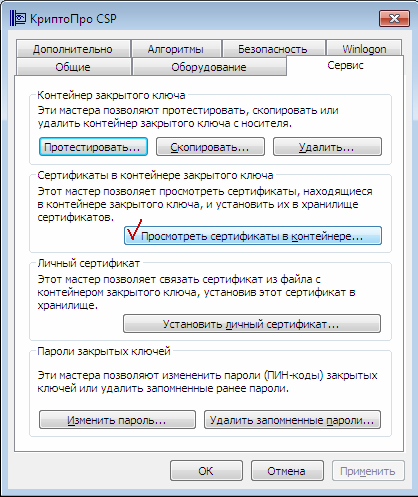 КриптоПро CSP
Дополнительно Алгоритмы Безопасность Winlogon
Общие Оборудование Сервис
Контейнер закрытого ключа
Эти мастера позволяют протестировать, скопировать или
удалить контейнер закрытого ключа с носителя.
Протестировать... Скопировать... Удалить...
Сертификаты в контейнере закрытого ключа
Этот мастер позволяет просмотреть сертификаты, находящиеся
в контейнере закрытого ключа, и установить их в хранилище
сертификатов.
Просмотреть сертификаты в контейнере...
Личный сертификат
Этот мастер позволяет связать сертификат из файла с
контейнером закрытого ключа, установив этот сертификат в
хранилище.
Установить личный сертификат...
Пароли закрытых ключей
Эти мастера позволяют измененить пароли (ПИН-коды) закрытых
ключей или удалить запомненные ранее пароли.
Изменить пароль... Удалить запомненные пароли...
ОК Отмена Применить